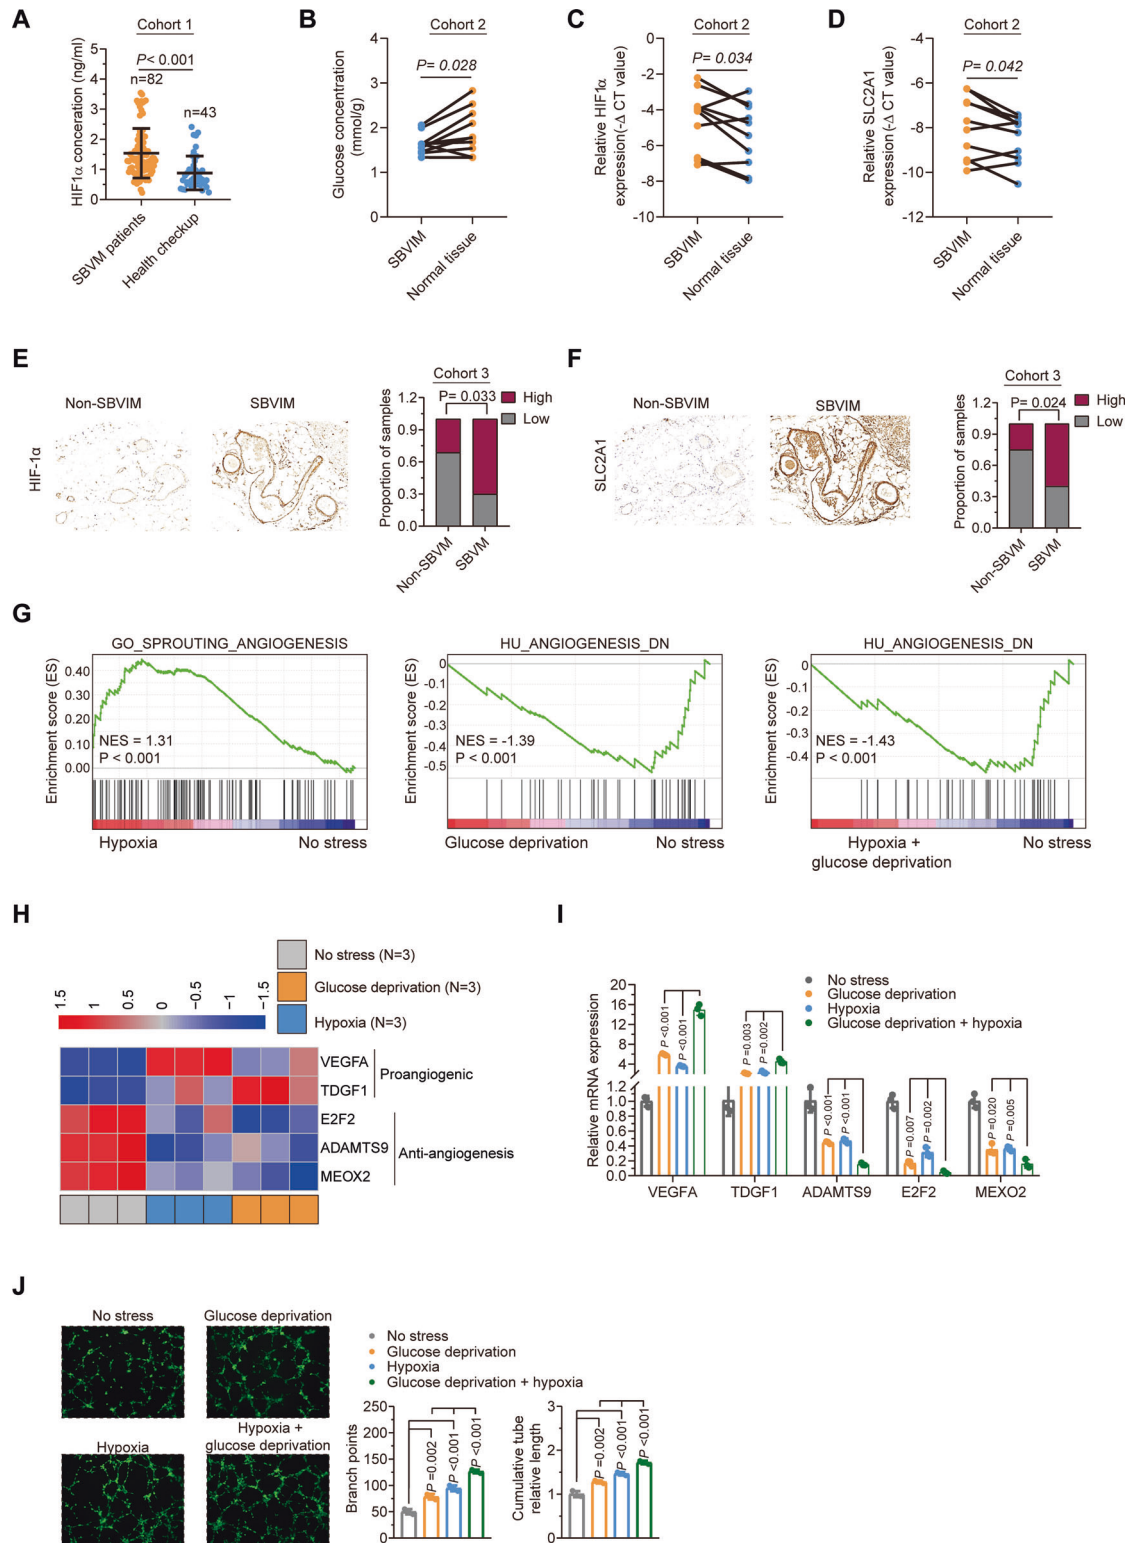 A
Cohort 1
HIF1α conceration (ng/ml)
P< 0.001
n=82
n=43
5
4
3
2
1
0
SBVM patients
Health checkup
B
Cohort 2
Glucose concentration
(mmol/g)
P= 0.028
4
3
2
1
0
SBVIM
Normal tissue
C
Cohort 2
Relative HIF1α
expression(-Δ CT value)
P= 0.034
0
-2
-4
-6
-8
-10
SBVIM
Normal tissue
D
Cohort 2
Relative SLC2A1
expression(-Δ CT value)
P= 0.042
-4
-6
-8
-10
-12
SBVIM
Normal tissue
E
Non-SBVIM
SBVIM
HIF-1α
Cohort 3
P= 0.033
High
Low
Proportion of samples
1.2
0.9
0.6
0.3
0.0
Non-SBVM
SBVM
F
Non-SBVIM
SBVIM
SLC2A1
Cohort 3
P= 0.024
High
Low
Proportion of samples
1.2
0.9
0.6
0.3
0.0
Non-SBVM
SBVM
G
GO_SPROUTING_ANGIOGENESIS
Enrichment score (ES)
0.40
0.30
0.20
0.10
0.00
NES = 1.31
P < 0.001
Hypoxia
No stress
HU_ANGIOGENESIS_DN
Enrichment score (ES)
0
-0.1
-0.2
-0.3
-0.4
-0.5
NES = -1.39
P < 0.001
Glucose deprivation
No stress
HU_ANGIOGENESIS_DN
Enrichment score (ES)
0
-0.1
-0.2
-0.3
-0.4
NES = -1.43
P < 0.001
Hypoxia +
glucose deprivation
No stress
H
No stress (N=3)
Glucose deprivation (N=3)
Hypoxia (N=3)
1.5
1
0.5
0
-0.5
-1
-1.5
VEGFA
TDGF1
E2F2
ADAMTS9
MEOX2
Proangiogenic
Anti-angiogenesis
I
No stress
Glucose deprivation
Hypoxia
Glucose deprivation + hypoxia
Relative mRNA expression
20
16
12
8
4
1.2
1.0
0.8
0.6
0.4
0.2
0.0
P <0.001
P <0.001
P =0.003
P =0.002
P <0.001
P <0.001
P =0.007
P =0.002
P =0.020
P =0.005
VEGFA
TDGF1
ADAMTS9
E2F2
MEXO2
J
No stress
Glucose deprivation
Hypoxia
Hypoxia +
glucose deprivation
No stress
Glucose deprivation
Hypoxia
Glucose deprivation + hypoxia
Branch points
250
200
150
100
50
0
P =0.002
P <0.001
P <0.001
Cumulative tube
relative length
3
2
1
0
P =0.002
P <0.001
P <0.001